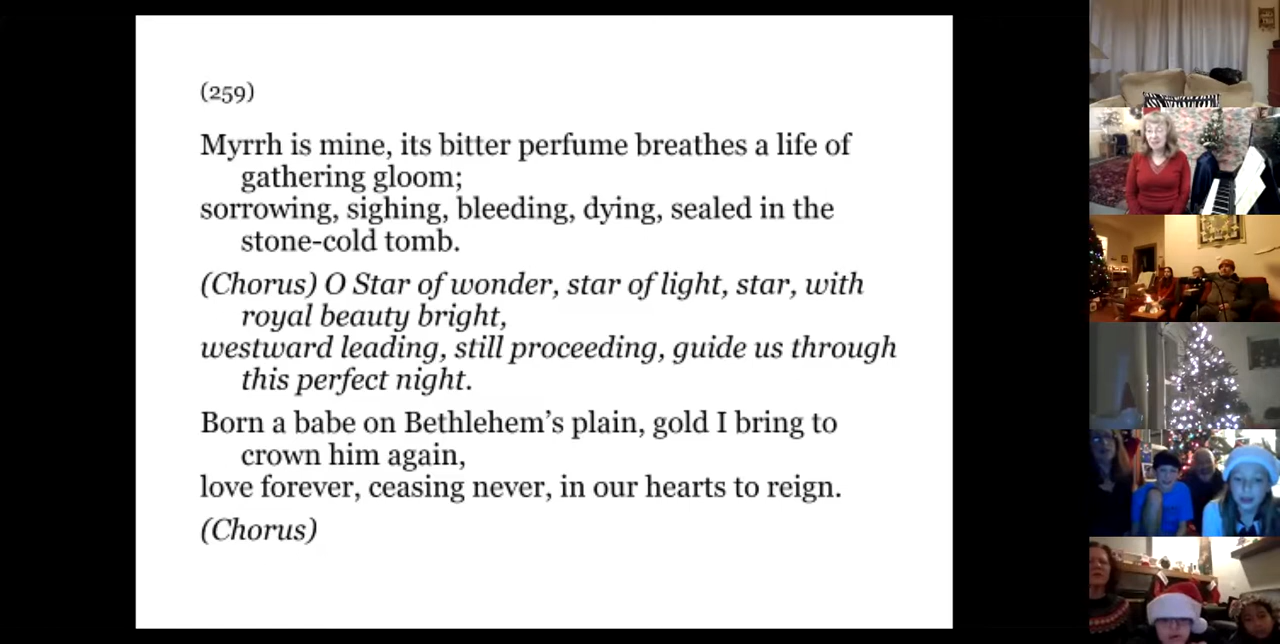 (259)
Myrrh is mine, its bitter perfume breathes a life of
gathering gloom;
sorrowing, sighing, bleeding, dying, sealed in the
stone-cold tomb.
(Chorus) O Star of wonder, star of light, star, with
royal beauty bright,
westward leading, still proceeding, guide us through
this perfect night.
Born a babe on Bethlehem’s plain, gold I bring to
crown him again,
love forever, ceasing never, in our hearts to reign.
(Chorus)